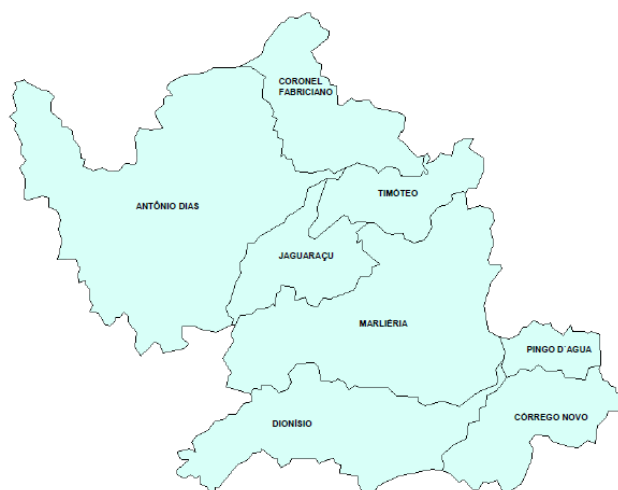 CORONEL
FABRICIANO
TIMÓTEO
ANTÔNIO DIAS
JAGUARAÇU
MARLIÉRIA
PINGO D´AGUA
CÓRREGO NOVO
DIONÍSIO